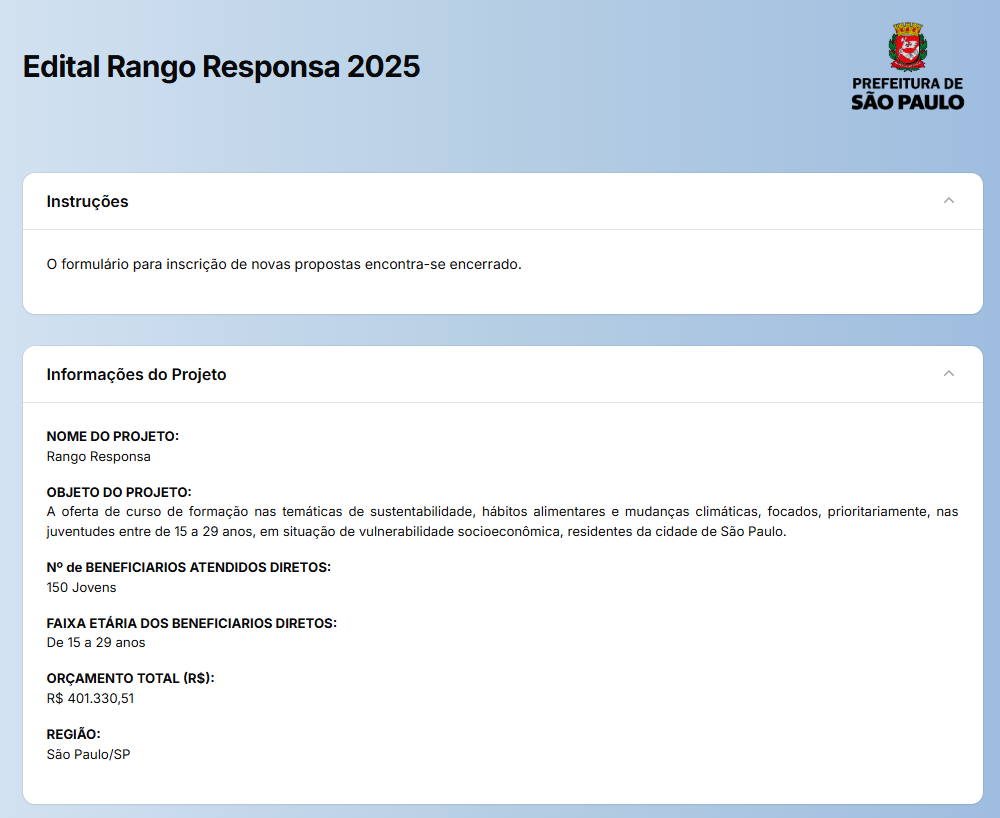 Edital Rango Responsa 2025
PREFEITURA DE
SÃO PAULO
Instruções
O formulário para inscrição de novas propostas encontra-se encerrado.
Informações do Projeto
NOME DO PROJETO:
Rango Responsa
OBJETO DO PROJETO:
A oferta de curso de formação nas temáticas de sustentabilidade, hábitos alimentares e mudanças climáticas, focados, prioritariamente, nas
juventudes entre de 15 a 29 anos, em situação de vulnerabilidade socioeconômica, residentes da cidade de São Paulo.
Nº de BENEFICIARIOS ATENDIDOS DIRETOS:
150 Jovens
FAIXA ETÁRIA DOS BENEFICIARIOS DIRETOS:
De 15 a 29 anos
ORÇAMENTO TOTAL (R$):
R$ 401.330,51
REGIÃO:
São Paulo/SP